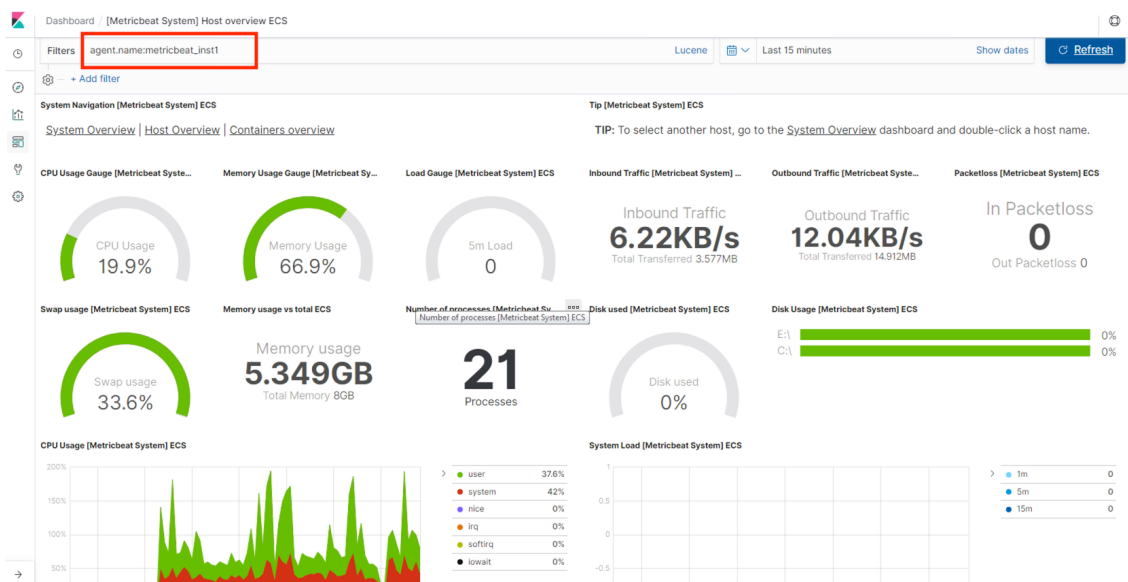 Dashboard / [Metricbeat System] Host overview ECS
Filters agent.name:metricbeat_inst1 Lucene Last 15 minutes Show dates Refresh
+ Add filter
System Navigation [Metricbeat System] ECS
System Overview | Host Overview | Containers overview
Tip [Metricbeat System] ECS
TIP: To select another host, go to the System Overview dashboard and double-click a host name.
CPU Usage Gauge [Metricbeat Syste...
CPU Usage
19.9%
Memory Usage Gauge [Metricbeat Sy...
Memory Usage
66.9%
Load Gauge [Metricbeat System] ECS
5m Load
0
Inbound Traffic [Metricbeat System] ...
Inbound Traffic
6.22KB/s
Total Transferred 3.577MB
Outbound Traffic [Metricbeat Syste...
Outbound Traffic
12.04KB/s
Total Transferred 14.912MB
Packetloss [Metricbeat System] ECS
In Packetloss
0
Out Packetloss 0
Swap usage [Metricbeat System] ECS
Swap usage
33.6%
Memory usage vs total ECS
Memory usage
5.349GB
Total Memory 8GB
Number of processes [Metricbeat Sy...
Number of processes [Metricbeat System] ECS
21
Processes
Disk used [Metricbeat System] ECS
Disk used
0%
Disk Usage [Metricbeat System] ECS
E:\ 0%
C:\ 0%
CPU Usage [Metricbeat System] ECS
200%
150%
100%
50%
user 37.6%
system 42%
nice 0%
irq 0%
softirq 0%
iowait 0%
System Load [Metricbeat System] ECS
1
0.5
0
-0.5
1m 0
5m 0
15m 0